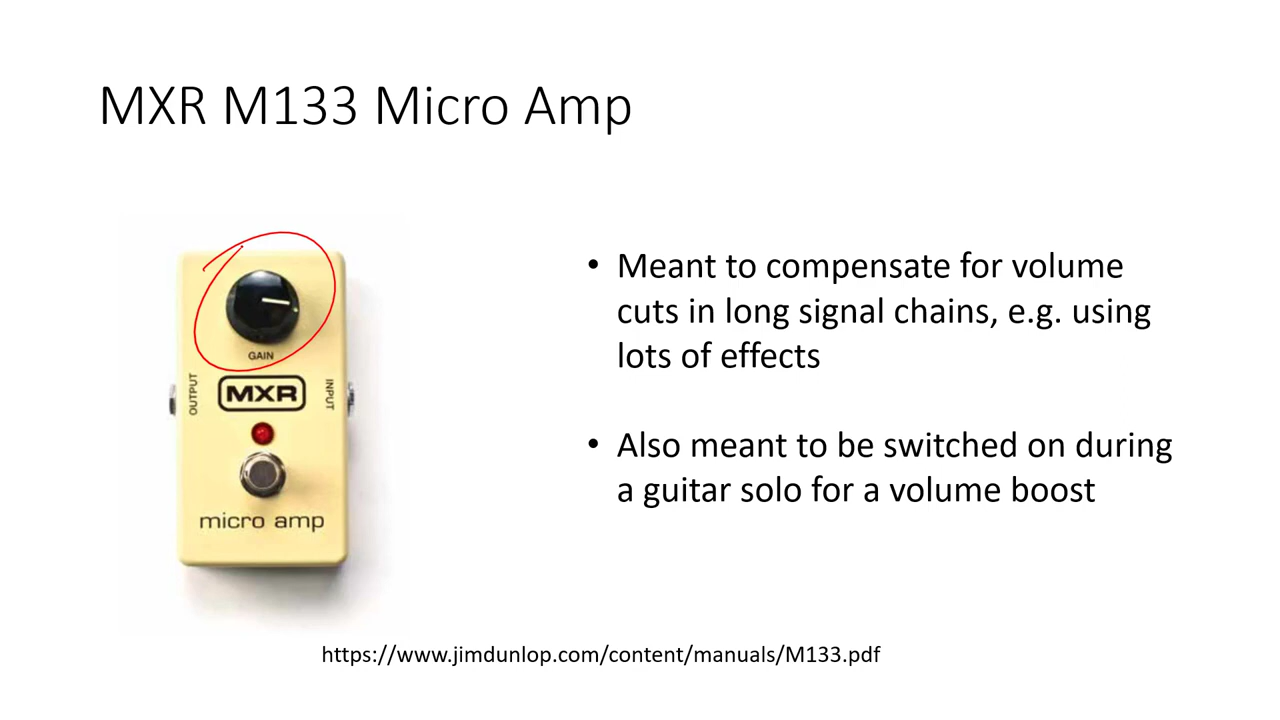 MXR M133 Micro Amp
GAIN
OUTPUT
INPUT
MXR
micro amp
• Meant to compensate for volume
cuts in long signal chains, e.g. using
lots of effects
• Also meant to be switched on during
a guitar solo for a volume boost
https://www.jimdunlop.com/content/manuals/M133.pdf